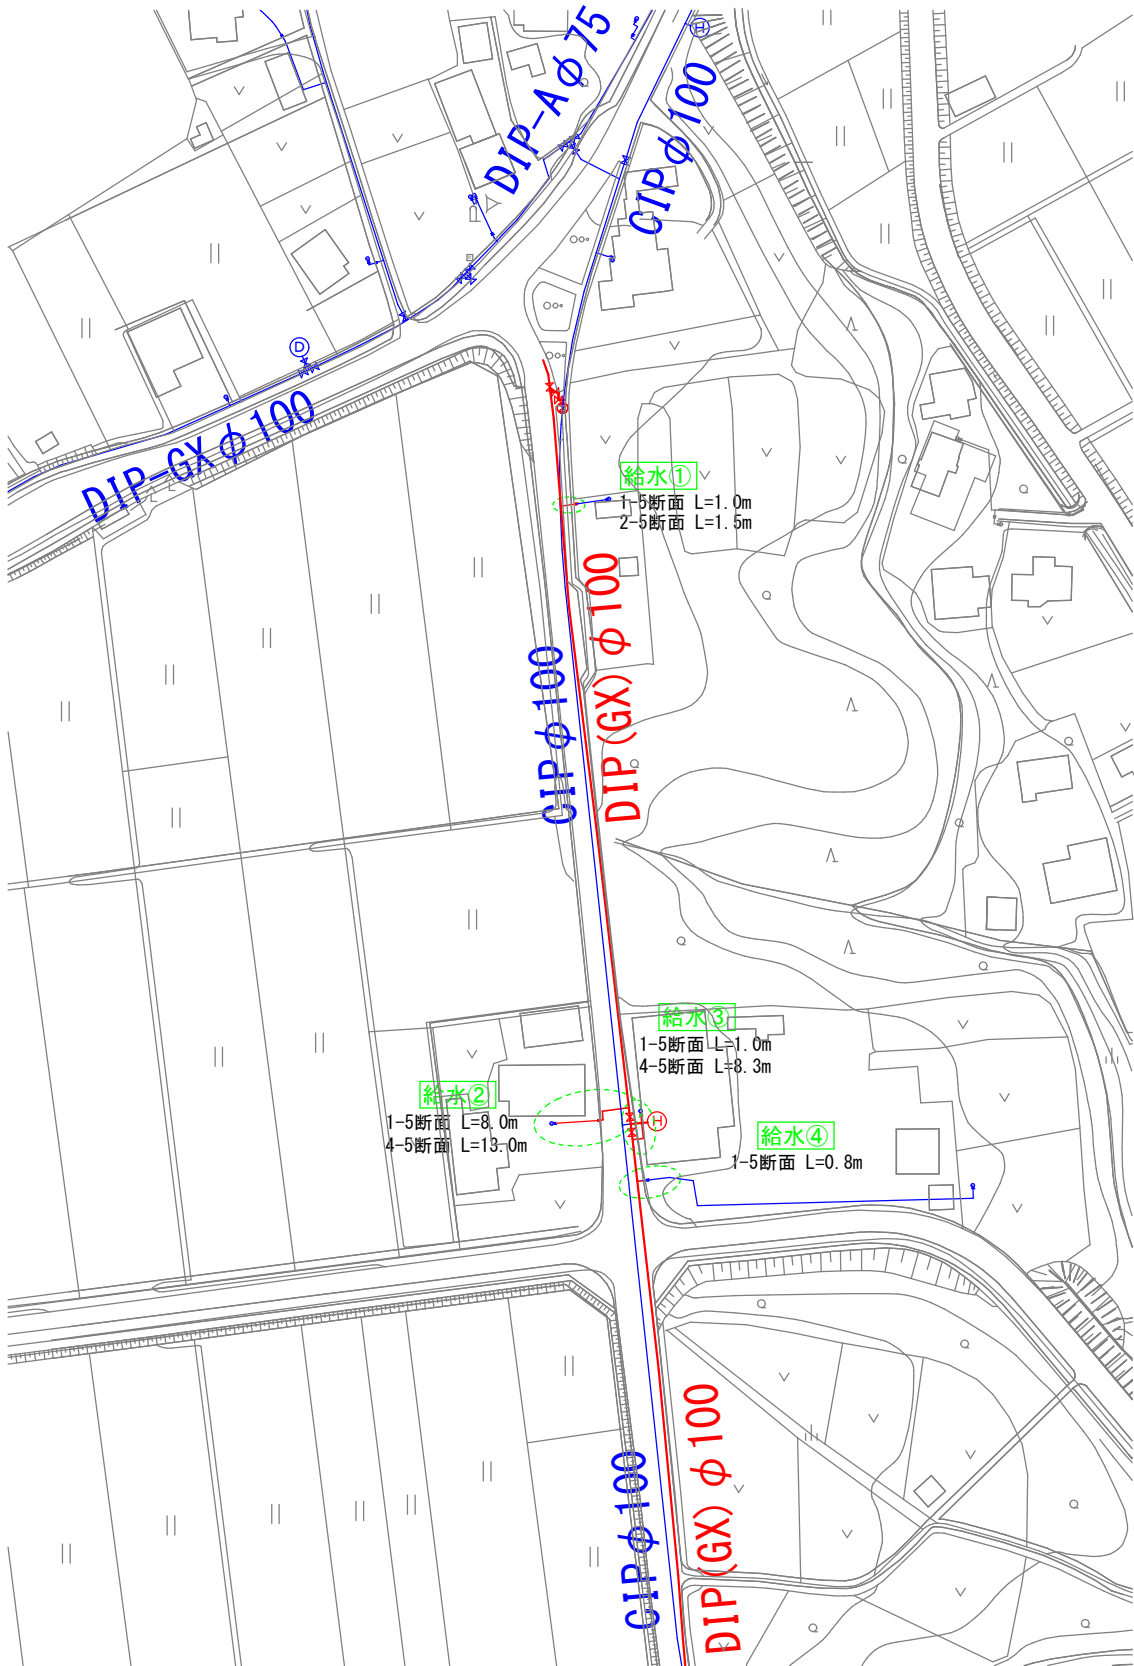 DIP-Aφ75
Ⓗ
CIPφ100
Ⓓ
DIP-GXφ100
給水①
1-5断面 L=1.0m
2-5断面 L=1.5m
CIPφ100
DIP(GX)φ100
給水③
1-5断面 L=1.0m
4-5断面 L=8.3m
給水②
1-5断面 L=8.0m
4-5断面 L=13.0m
Ⓗ
給水④
1-5断面 L=0.8m
CIPφ100
DIP(GX)φ100